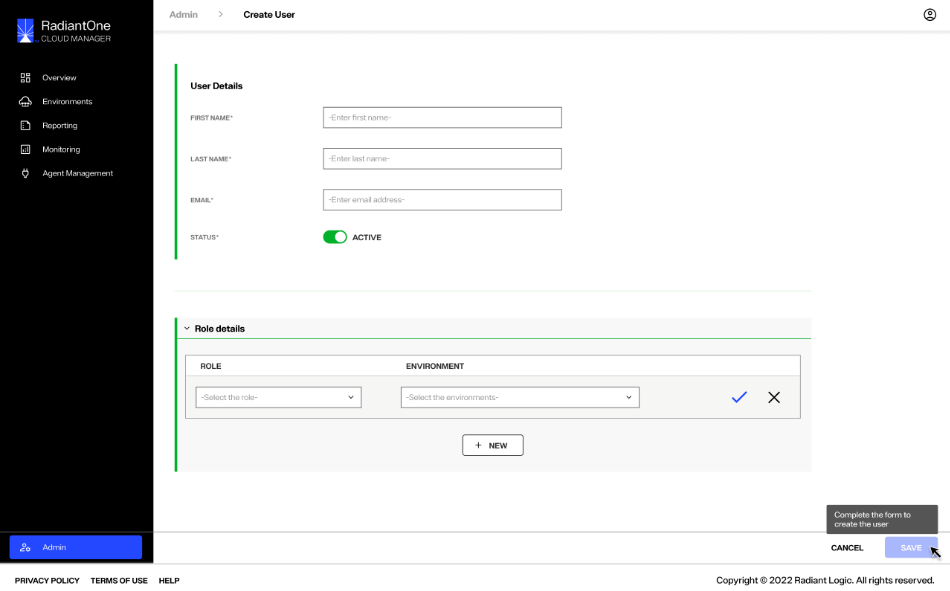 RadiantOne
CLOUD MANAGER
Overview
Environments
Reporting
Monitoring
Agent Management
Admin
Admin > Create User
User Details
FIRST NAME* -Enter first name-
LAST NAME* -Enter last name-
EMAIL* -Enter email address-
STATUS* ACTIVE
Role details
ROLE ENVIRONMENT
-Select the role- -Select the environments-
+ NEW
Complete the form to
create the user
CANCEL SAVE
PRIVACY POLICY TERMS OF USE HELP
Copyright © 2022 Radiant Logic. All rights reserved.